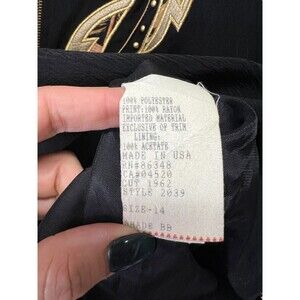 100% POLYESTER
PRINT:100% RAYON
IMPORTED MATERIAL
EXCLUSIVE OF TRIM
LINING:
100% ACETATE
MADE IN USA
RN#86348
CA#04520
CUT 1962
STYLE 2039
SIZE-14
SHADE BB